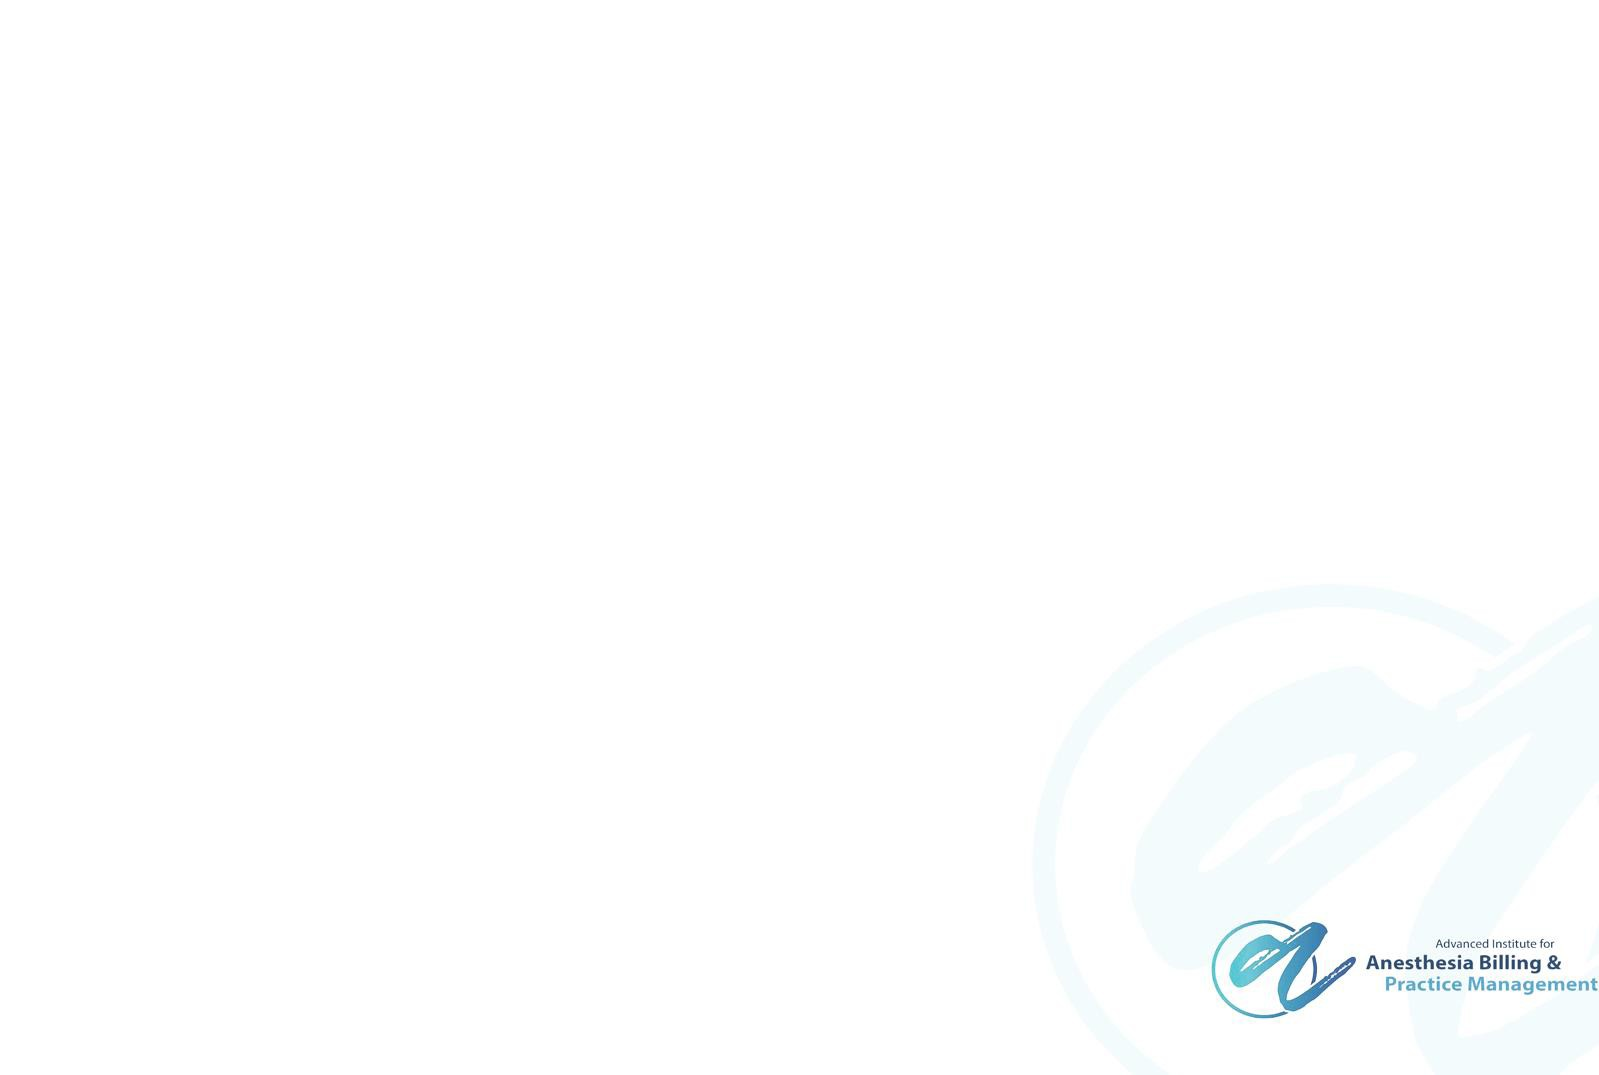 Advanced Institute for
Anesthesia Billing &
Practice Management